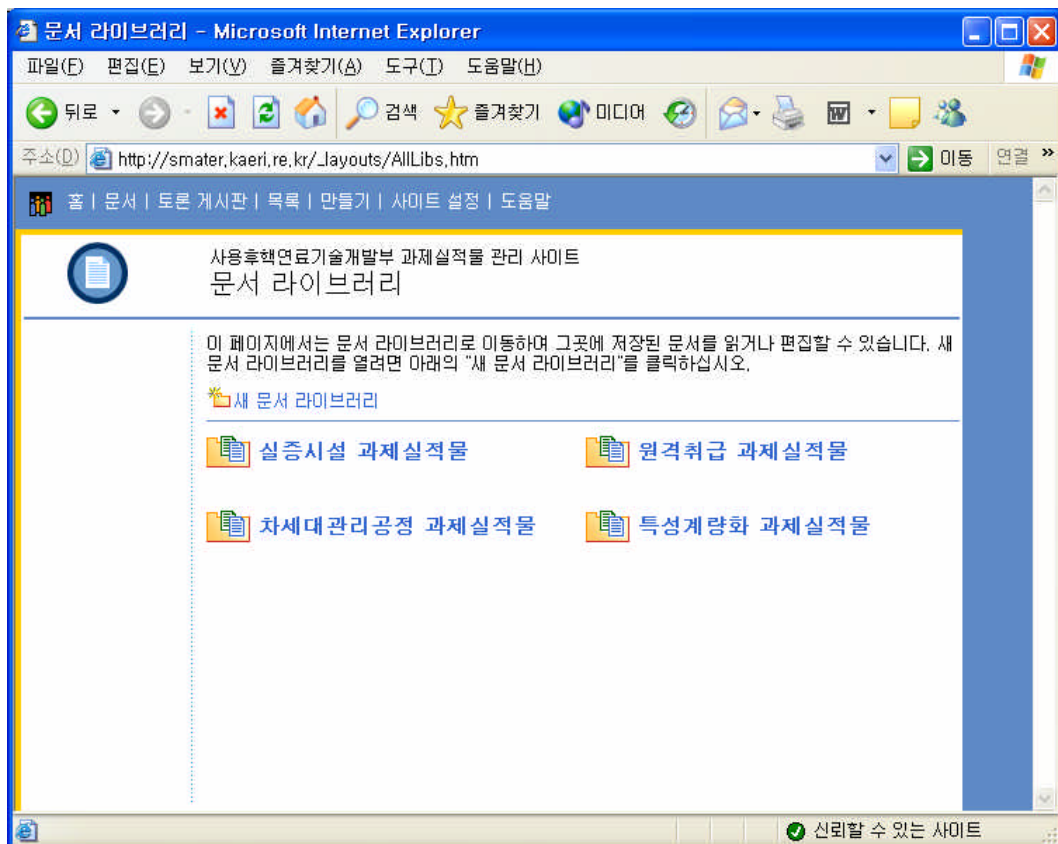 문서 라이브러리 - Microsoft Internet Explorer
파일(F) 편집(E) 보기(V) 즐겨찾기(A) 도구(T) 도움말(H)
뒤로 검색 즐겨찾기 미디어
주소(D) http://smater.kaeri.re.kr/_layouts/AllLibs.htm 이동 연결 »
홈 | 문서 | 토론 게시판 | 목록 | 만들기 | 사이트 설정 | 도움말
사용후핵연료기술개발부 과제실적물 관리 사이트
문서 라이브러리
이 페이지에서는 문서 라이브러리로 이동하며 그곳에 저장된 문서를 읽거나 편집할 수 있습니다. 새
문서 라이브러리를 열려면 아래의 "새 문서 라이브러리"를 클릭하십시오.
새 문서 라이브러리
실증시설 과제실적물 원격취급 과제실적물
차세대관리공정 과제실적물 특성계량화 과제실적물
신뢰할 수 있는 사이트